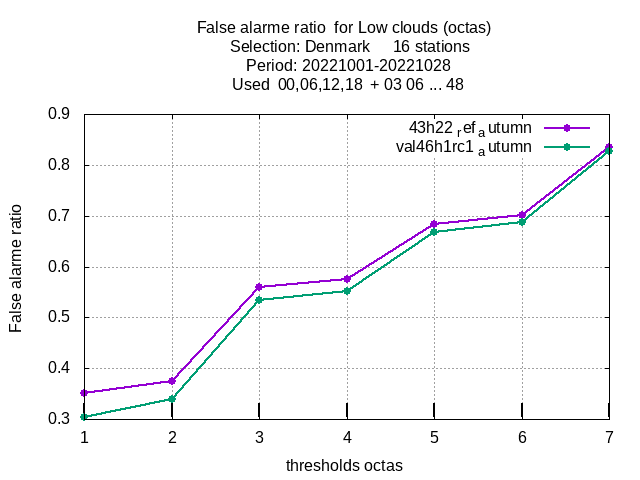 False alarme ratio  for Low clouds (octas)
Selection: Denmark     16 stations
Period: 20221001-20221028
Used  00,06,12,18  + 03 06 ... 48
43h22 ref a utumn
val46h1rc1 a utumn
False alarme ratio
0.9
0.8
0.7
0.6
0.5
0.4
0.3
1 2 3 4 5 6 7
thresholds octas